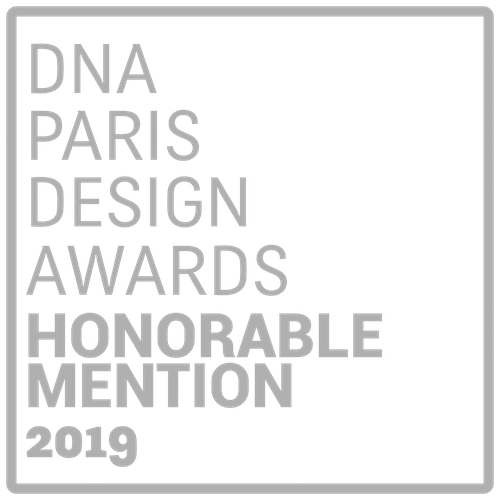 DNA
PARIS
DESIGN
AWARDS
HONORABLE
MENTION
2019